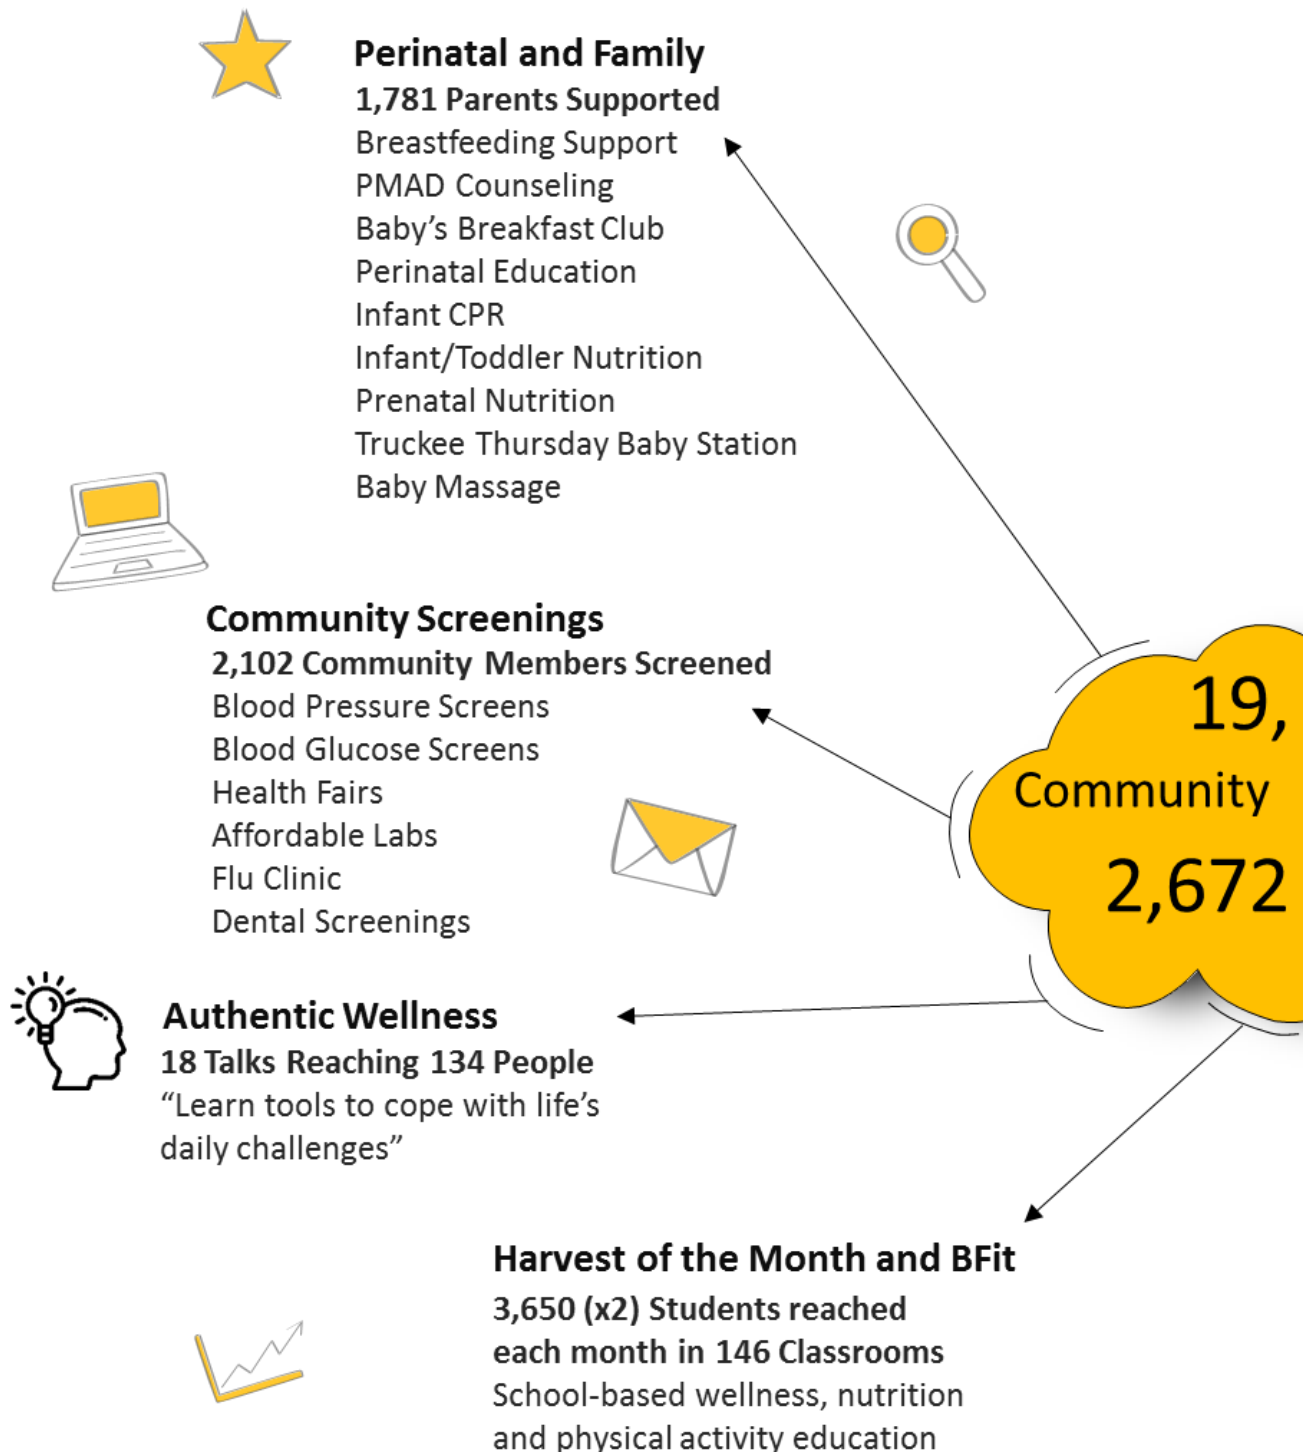 Perinatal and Family
1,781 Parents Supported
Breastfeeding Support
PMAD Counseling
Baby’s Breakfast Club
Perinatal Education
Infant CPR
Infant/Toddler Nutrition
Prenatal Nutrition
Truckee Thursday Baby Station
Baby Massage
Community Screenings
2,102 Community Members Screened
Blood Pressure Screens
Blood Glucose Screens
Health Fairs
Affordable Labs
Flu Clinic
Dental Screenings
19,
Community
2,672
Authentic Wellness
18 Talks Reaching 134 People
“Learn tools to cope with life’s
daily challenges”
Harvest of the Month and BFit
3,650 (x2) Students reached
each month in 146 Classrooms
School-based wellness, nutrition
and physical activity education